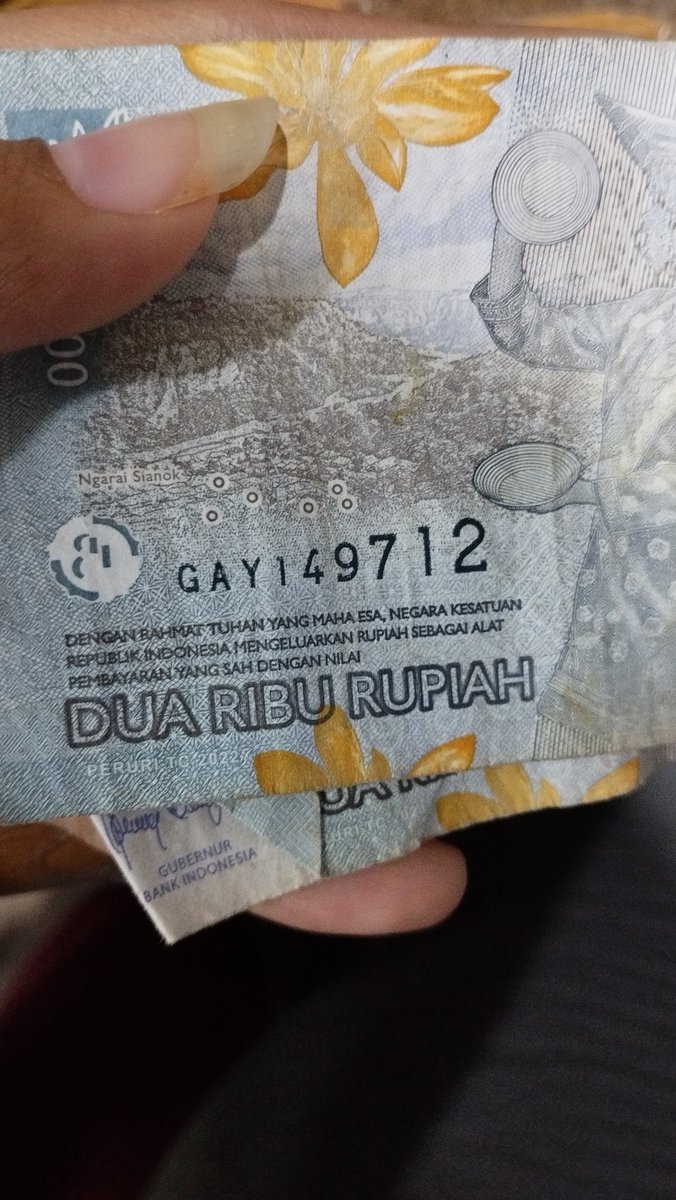 00
Ngarai Sianok
GAY149712
DENGAN RAHMAT TUHAN YANG MAHA ESA, NEGARA KESATUAN
REPUBLIK INDONESIA MENGELUARKAN RUPIAH SEBAGAI ALAT
PEMBAYARAN YANG SAH DENGAN NILAI
DUA RIBU RUPIAH
PERURI TC 2022
GUBERNUR
BANK INDONESIA